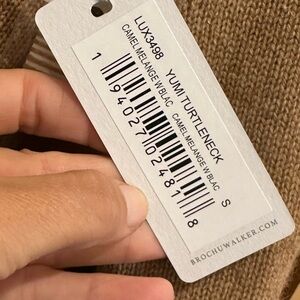 LUX3498 YUMI TURTLENECK
CAMEL MELANGE W BLAC CAMEL MELANGE W BLAC S
1 94027 02481 8
BROCHUWALKER.COM